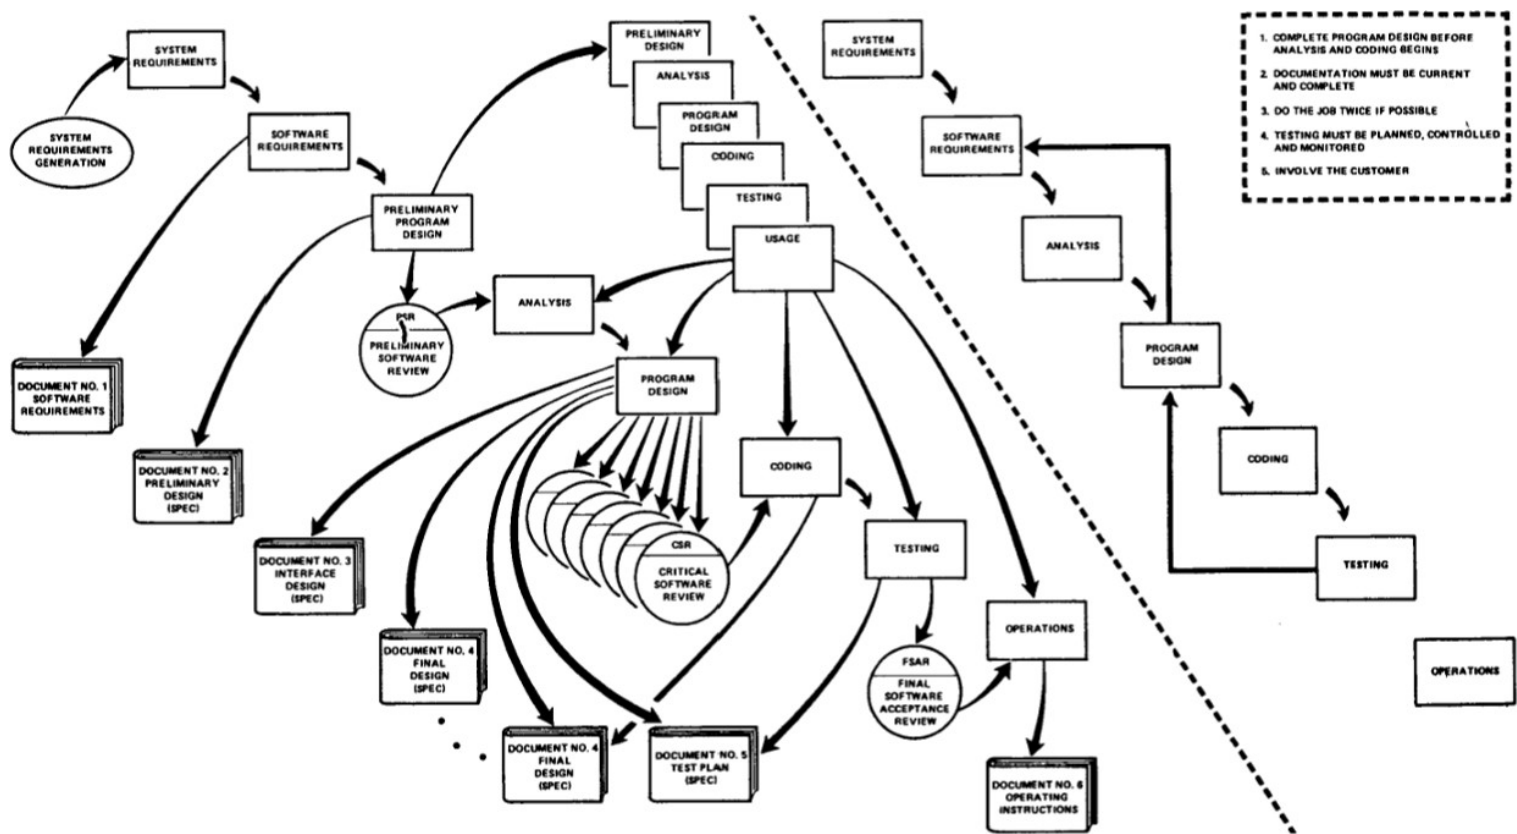 SYSTEM
REQUIREMENTS
SYSTEM
REQUIREMENTS
GENERATION
SOFTWARE
REQUIREMENTS
PRELIMINARY
PROGRAM
DESIGN
PRELIMINARY
DESIGN
ANALYSIS
PROGRAM
DESIGN
CODING
TESTING
USAGE
PSR
PRELIMINARY
SOFTWARE
REVIEW
ANALYSIS
PROGRAM
DESIGN
DOCUMENT NO. 1
SOFTWARE
REQUIREMENTS
DOCUMENT NO. 2
PRELIMINARY
DESIGN
(SPEC)
DOCUMENT NO. 3
INTERFACE
DESIGN
(SPEC)
DOCUMENT NO. 4
FINAL
DESIGN
(SPEC)
DOCUMENT NO. 4
FINAL
DESIGN
(SPEC)
DOCUMENT NO. 5
TEST PLAN
(SPEC)
CSR
CRITICAL
SOFTWARE
REVIEW
CODING
TESTING
FSAR
FINAL
SOFTWARE
ACCEPTANCE
REVIEW
OPERATIONS
DOCUMENT NO. 6
OPERATING
INSTRUCTIONS
SYSTEM
REQUIREMENTS
SOFTWARE
REQUIREMENTS
ANALYSIS
PROGRAM
DESIGN
CODING
TESTING
OPERATIONS
1. COMPLETE PROGRAM DESIGN BEFORE
ANALYSIS AND CODING BEGINS
2. DOCUMENTATION MUST BE CURRENT
AND COMPLETE
3. DO THE JOB TWICE IF POSSIBLE
4. TESTING MUST BE PLANNED, CONTROLLED
AND MONITORED
5. INVOLVE THE CUSTOMER